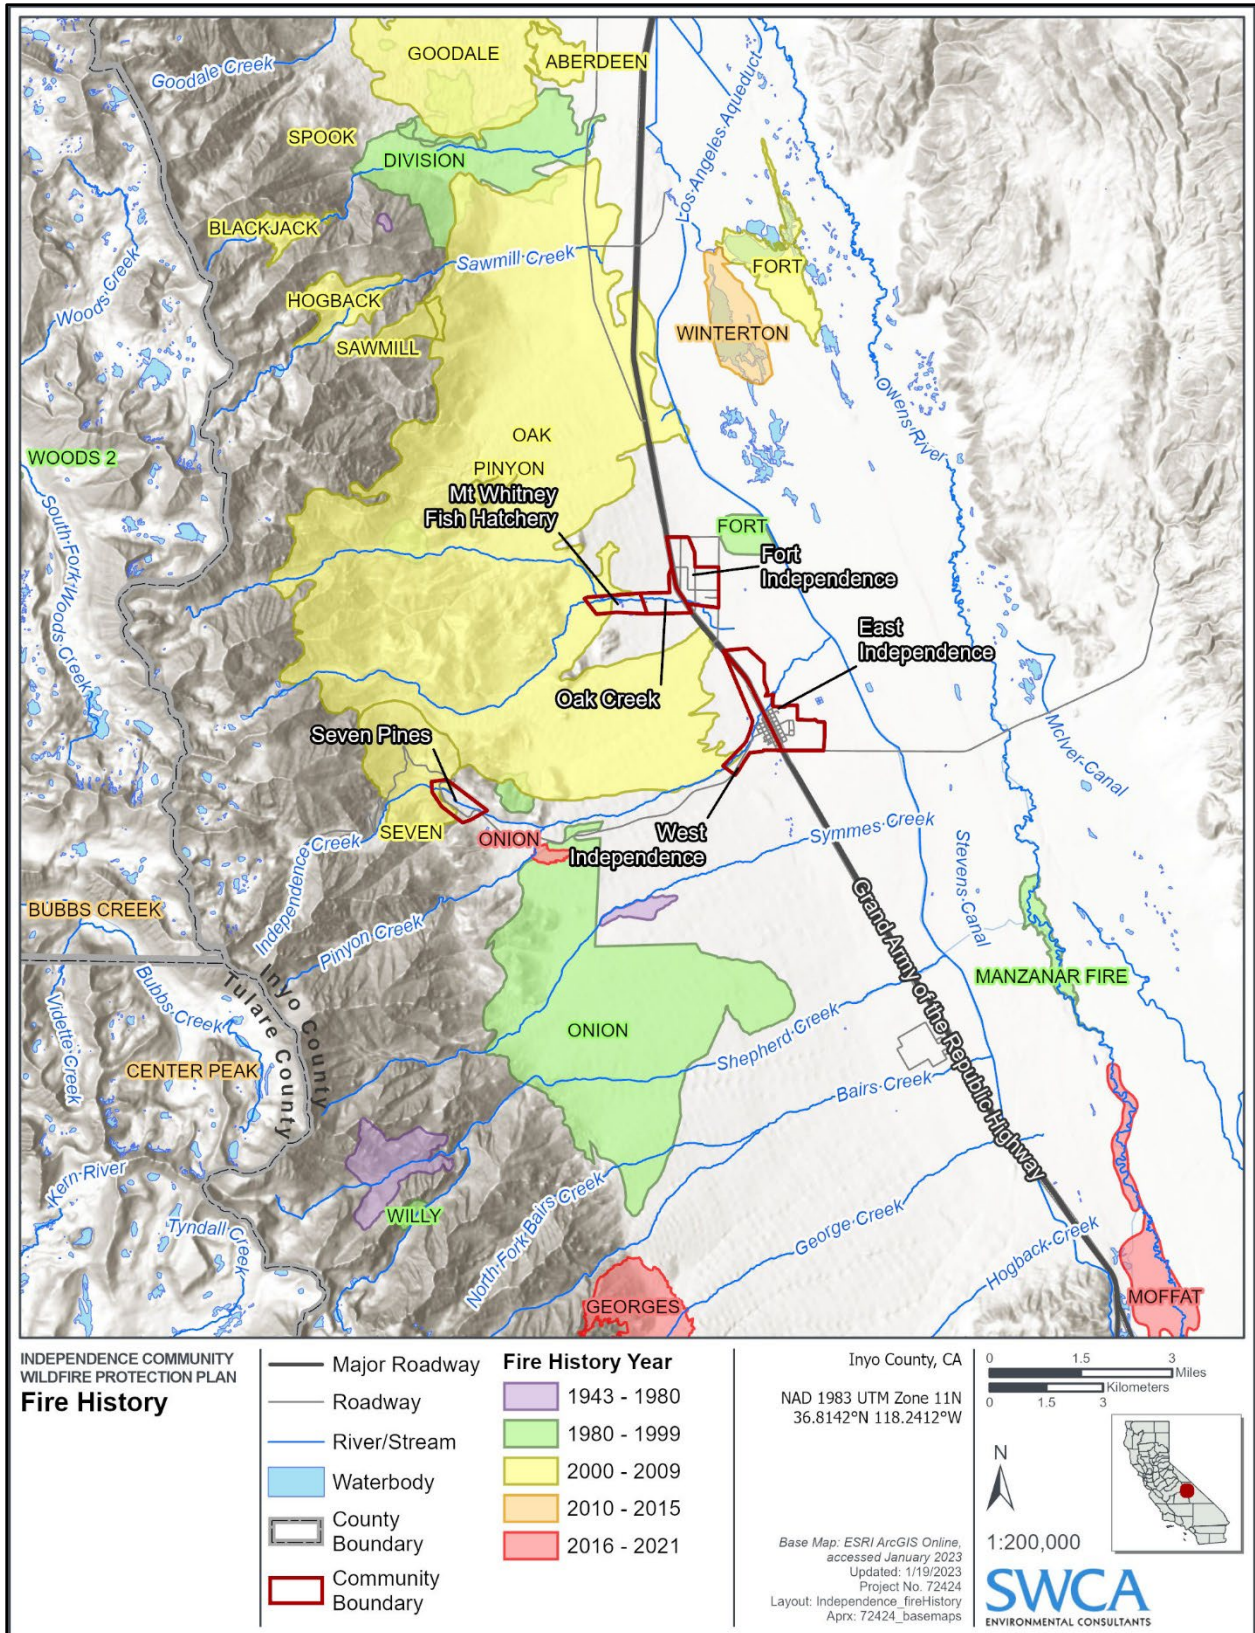 GOODALE
ABERDEEN
Goodale Creek
SPOOK
DIVISION
Los Angeles Aqueduct
BLACKJACK
Sawmill Creek
FORT
Woods Creek
HOGBACK
WINTERTON
SAWMILL
Owens River
OAK
WOODS 2
PINYON
Mt Whitney
Fish Hatchery
FORT
South Fork Woods Creek
Fort
Independence
East
Independence
Oak Creek
McIver Canal
Seven Pines
SEVEN
ONION
West
Independence
Symmes Creek
Stevens Canal
Independence Creek
BUBBS CREEK
Pinyon Creek
Grand Army of the Republic Highway
Inyo County
Tulare County
Bubbs Creek
Vidette Creek
MANZANAR FIRE
ONION
Shepherd Creek
CENTER PEAK
Bairs Creek
Kern River
WILLY
Tyndall Creek
North Fork Bairs Creek
George Creek
Hogback Creek
GEORGES
MOFFAT
INDEPENDENCE COMMUNITY
WILDFIRE PROTECTION PLAN
Fire History
Major Roadway
Roadway
River/Stream
Waterbody
County
Boundary
Community
Boundary
Fire History Year
1943 - 1980
1980 - 1999
2000 - 2009
2010 - 2015
2016 - 2021
Inyo County, CA
NAD 1983 UTM Zone 11N
36.8142°N 118.2412°W
Base Map: ESRI ArcGIS Online,
accessed January 2023
Updated: 1/19/2023
Project No. 72424
Layout: Independence_fireHistory
Aprx: 72424_basemaps
0 1.5 3
Miles
Kilometers
0 1.5 3
N
1:200,000
SWCA
ENVIRONMENTAL CONSULTANTS